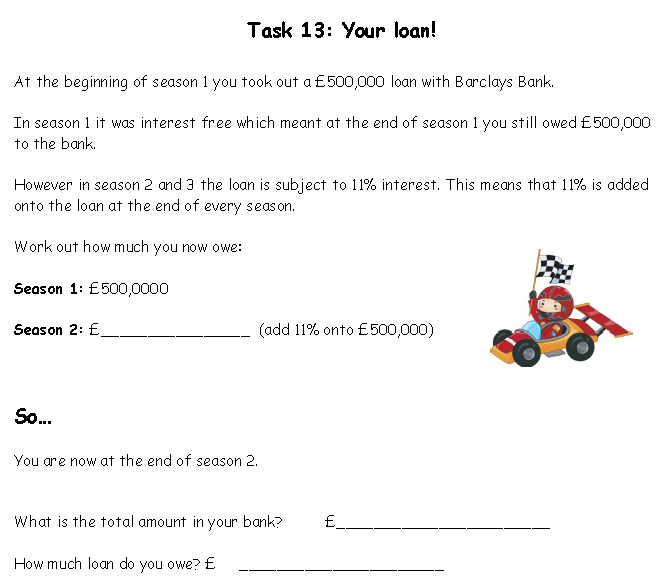 Task 13: Your loan!
At the beginning of season 1 you took out a £500,000 loan with Barclays Bank.
In season 1 it was interest free which meant at the end of season 1 you still owed £500,000
to the bank.
However in season 2 and 3 the loan is subject to 11% interest. This means that 11% is added
onto the loan at the end of every season.
Work out how much you now owe:
Season 1: £500,0000
Season 2: £________________ (add 11% onto £500,000)
So...
You are now at the end of season 2.
What is the total amount in your bank? £_______________________
How much loan do you owe? £ ______________________